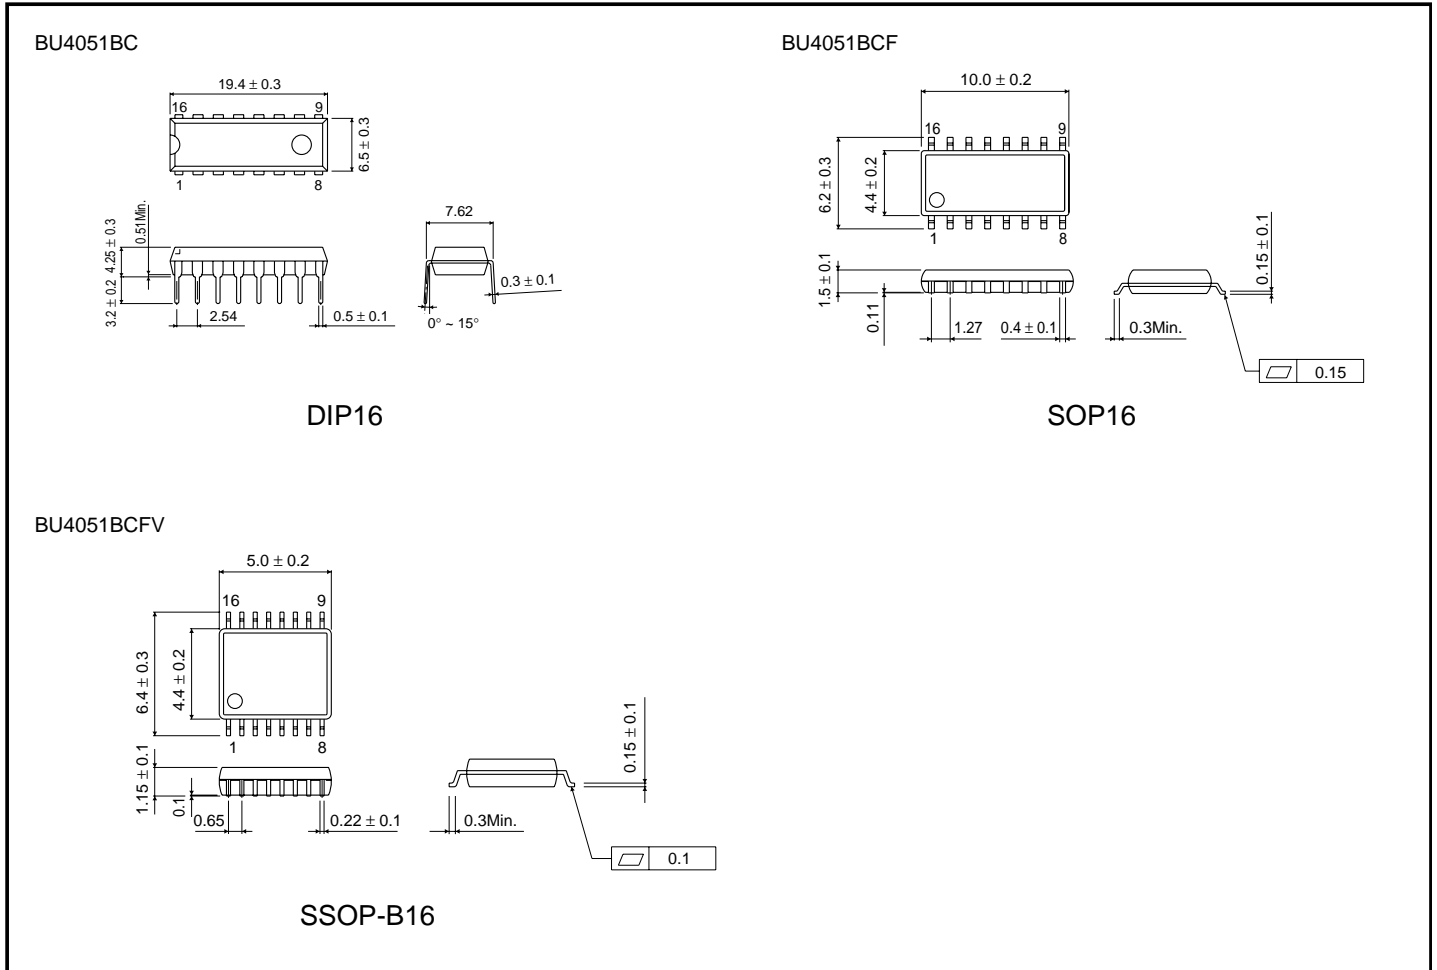 BU4051BC
19.4 ± 0.3
16 9
6.5 ± 0.3
1 8
3.2 ± 0.2 4.25 ± 0.3
0.51Min.
7.62
0.3 ± 0.1
2.54
0.5 ± 0.1
0° ~ 15°
DIP16
BU4051BCF
10.0 ± 0.2
16 9
6.2 ± 0.3
4.4 ± 0.2
1 8
1.5 ± 0.1
0.11
1.27
0.4 ± 0.1
0.3Min.
0.15 ± 0.1
0.15
SOP16
BU4051BCFV
5.0 ± 0.2
16 9
6.4 ± 0.3
4.4 ± 0.2
1 8
1.15 ± 0.1
0.1
0.65
0.22 ± 0.1
0.3Min.
0.15 ± 0.1
0.1
SSOP-B16